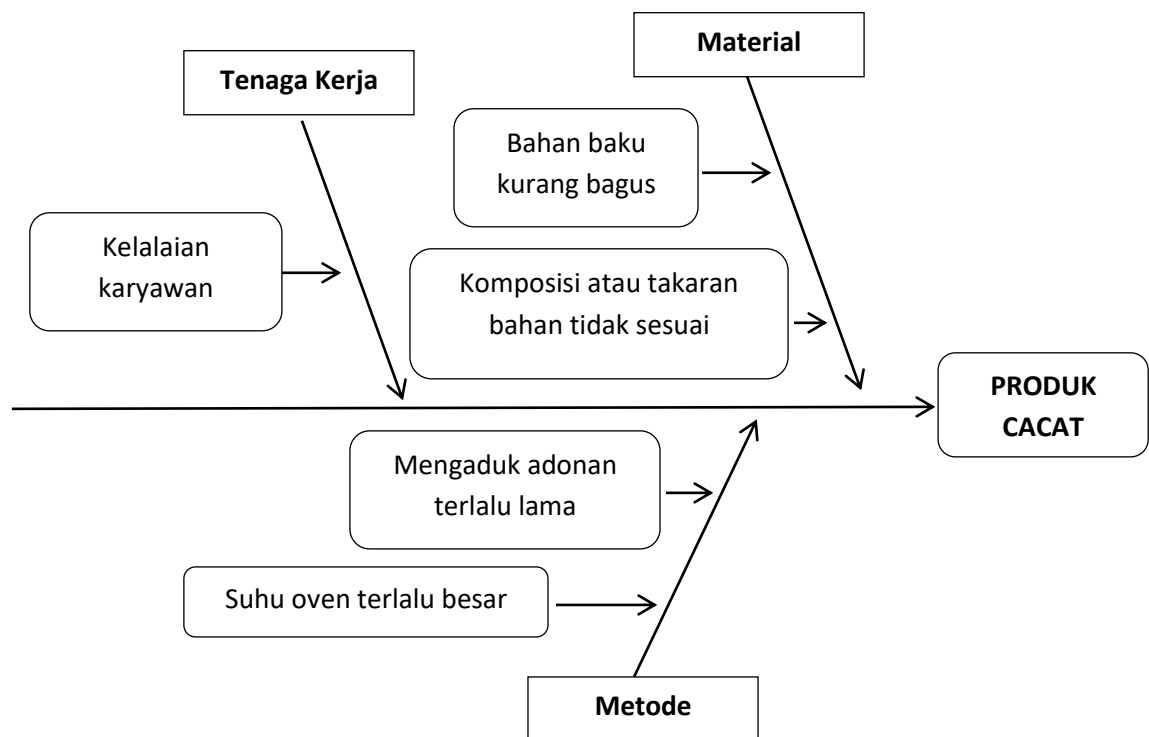 Material
Tenaga Kerja
Bahan baku
kurang bagus
Kelalaian
karyawan
Komposisi atau takaran
bahan tidak sesuai
PRODUK
CACAT
Mengaduk adonan
terlalu lama
Suhu oven terlalu besar
Metode